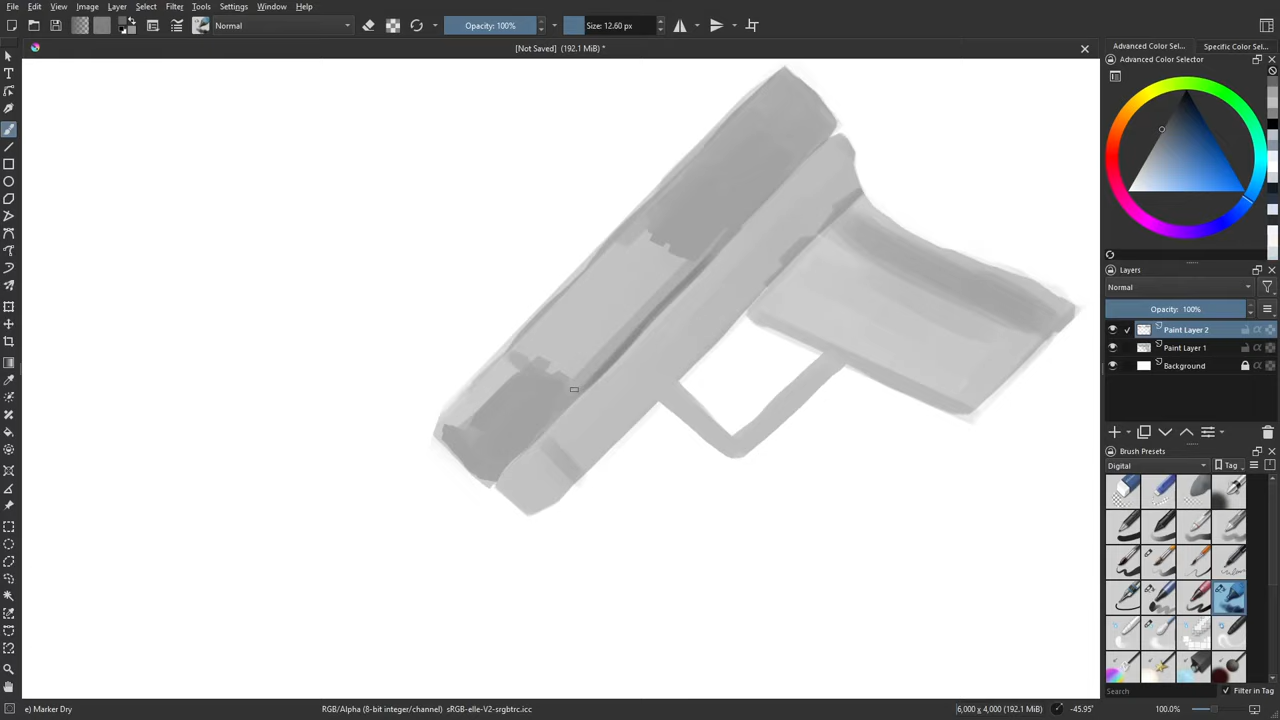 File Edit View Image Layer Select Filter Tools Settings Window Help
Normal Opacity: 100% Size: 12.60 px
[Not Saved] (192.1 MiB) *
Advanced Color Sel... Specific Color Sel...
Advanced Color Selector
Layers
Normal
Opacity: 100%
Paint Layer 2
Paint Layer 1
Background
Brush Presets
Digital Tag
Search Filter in Tag
e) Marker Dry RGB/Alpha (8-bit integer/channel) sRGB-elle-V2-srgbtrc.icc 6,000 x 4,000 (192.1 MiB) -45.95° 100.0%